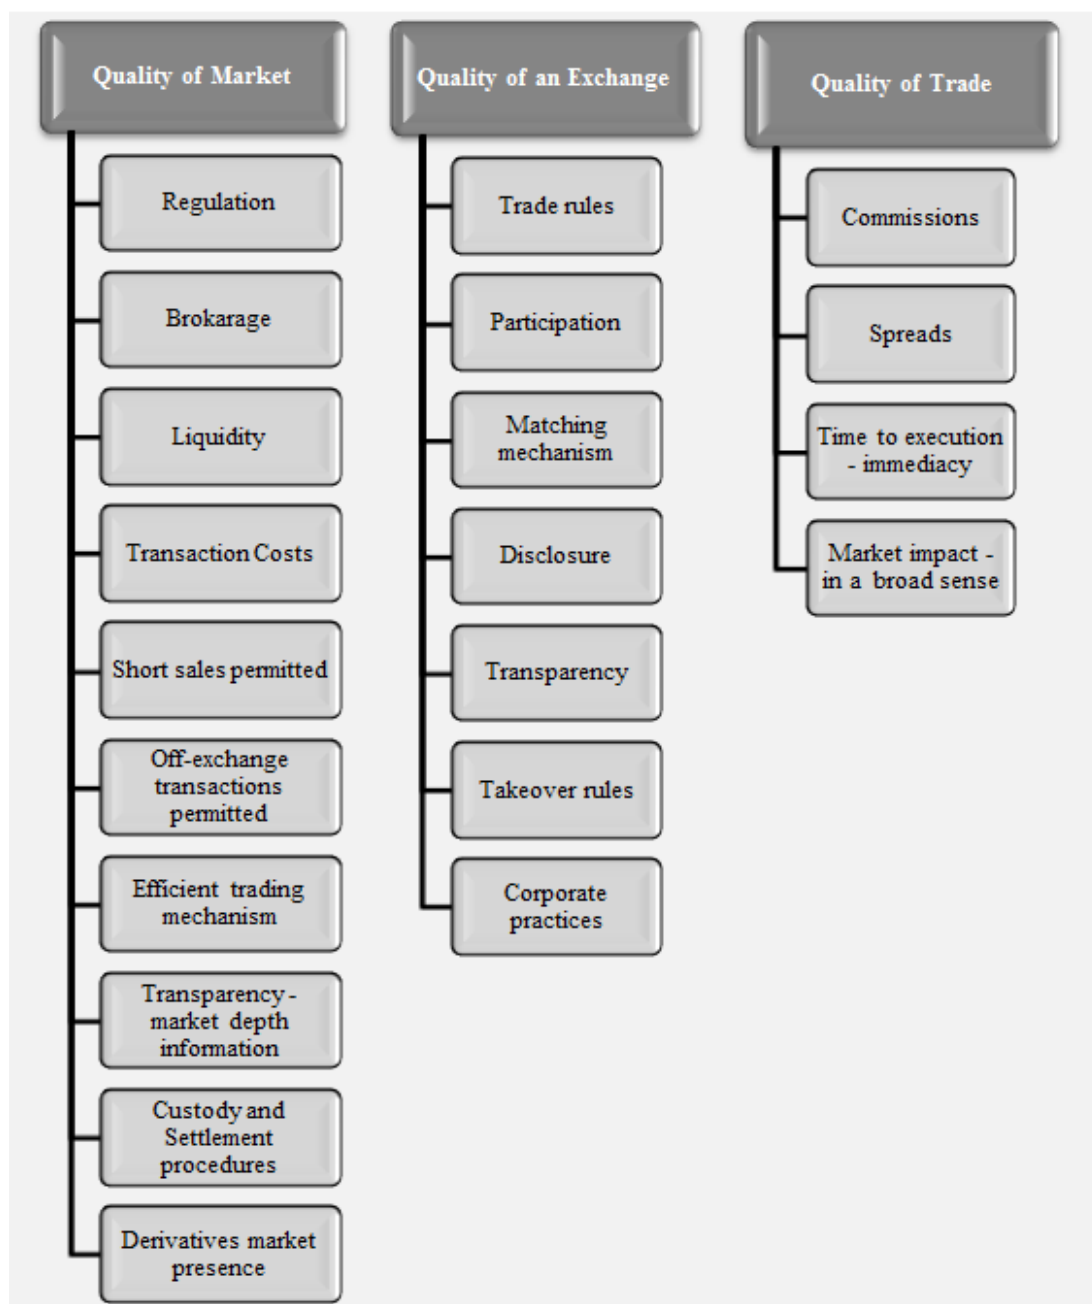 Quality of Market
Regulation
Brokarage
Liquidity
Transaction Costs
Short sales permitted
Off-exchange
transactions
permitted
Efficient trading
mechanism
Transparency -
market depth
information
Custody and
Settlement
procedures
Derivatives market
presence
Quality of an Exchange
Trade rules
Participation
Matching
mechanism
Disclosure
Transparency
Takeover rules
Corporate
practices
Quality of Trade
Commissions
Spreads
Time to execution
- immediacy
Market impact -
in a broad sense